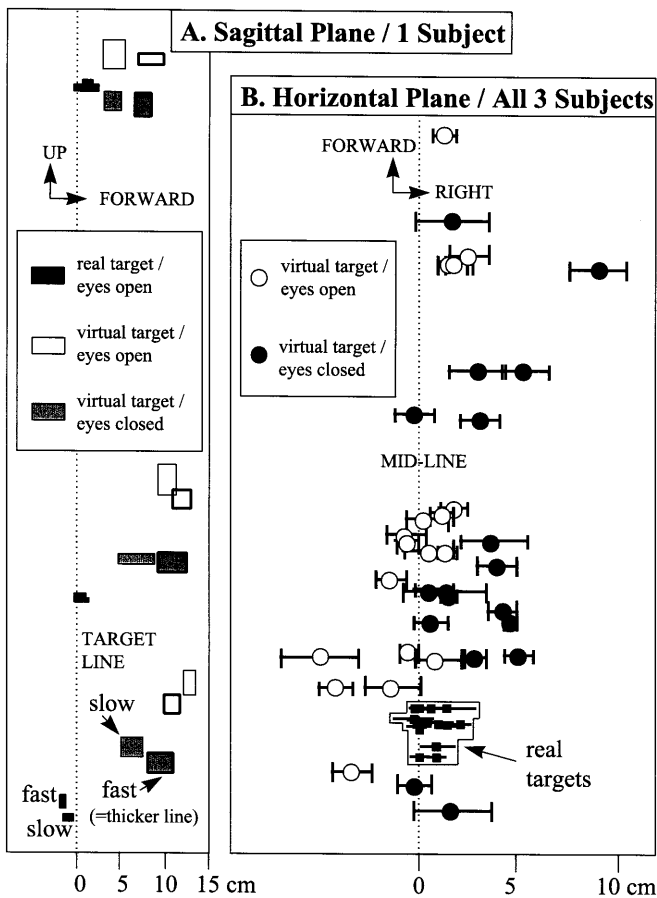 A. Sagittal Plane / 1 Subject
UP
FORWARD
real target /
eyes open
virtual target /
eyes open
virtual target /
eyes closed
TARGET
LINE
slow
fast
(=thicker line)
fast
slow
0 5 10 15 cm
B. Horizontal Plane / All 3 Subjects
FORWARD
RIGHT
virtual target /
eyes open
virtual target /
eyes closed
MID-LINE
real
targets
0 5 10 cm